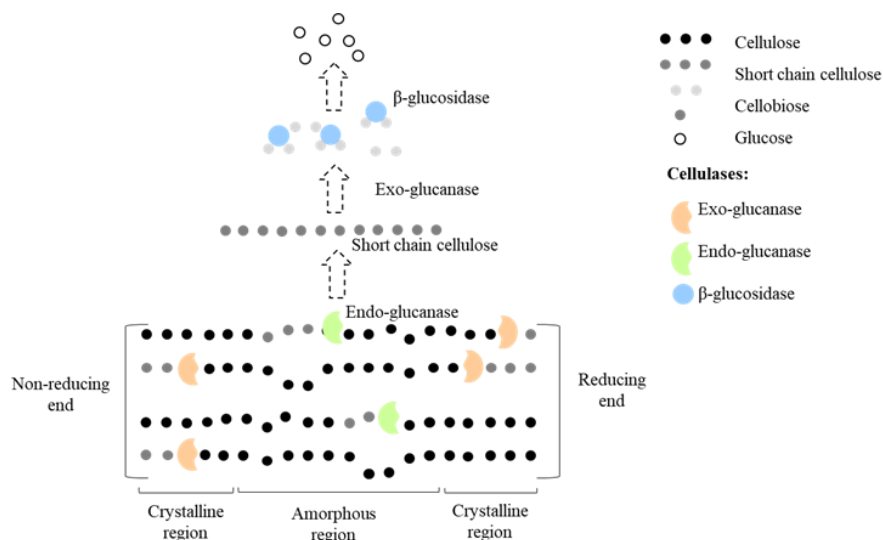 β-glucosidase
Exo-glucanase
Short chain cellulose
Endo-glucanase
Non-reducing
end
Reducing
end
Crystalline
region
Amorphous
region
Crystalline
region
Cellulose
Short chain cellulose
Cellobiose
Glucose
Cellulases:
Exo-glucanase
Endo-glucanase
β-glucosidase